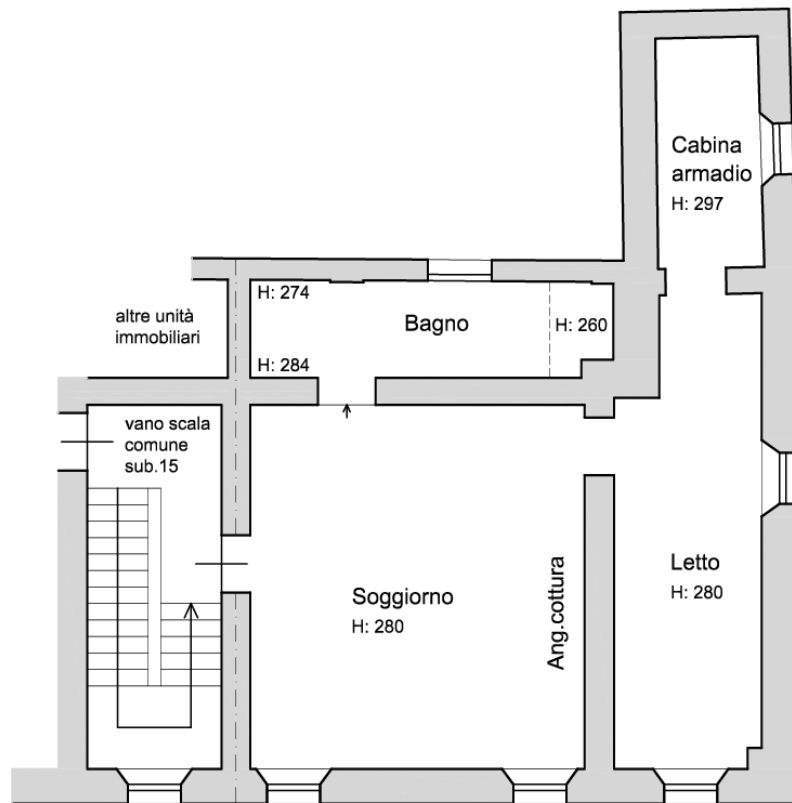 Cabina
armadio
H: 297
H: 274
Bagno
H: 260
altre unità
immobiliari
H: 284
vano scala
comune
sub.15
Soggiorno
H: 280
Ang.cottura
Letto
H: 280